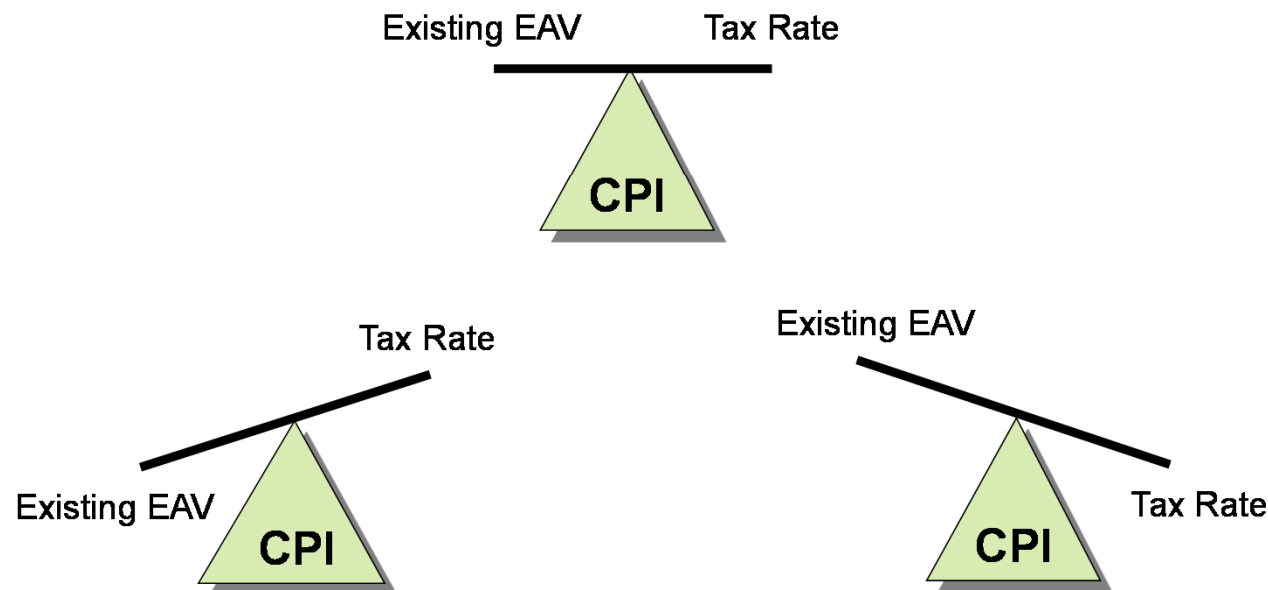 Existing EAV
Tax Rate
CPI
Tax Rate
Existing EAV
CPI
Existing EAV
Tax Rate
CPI